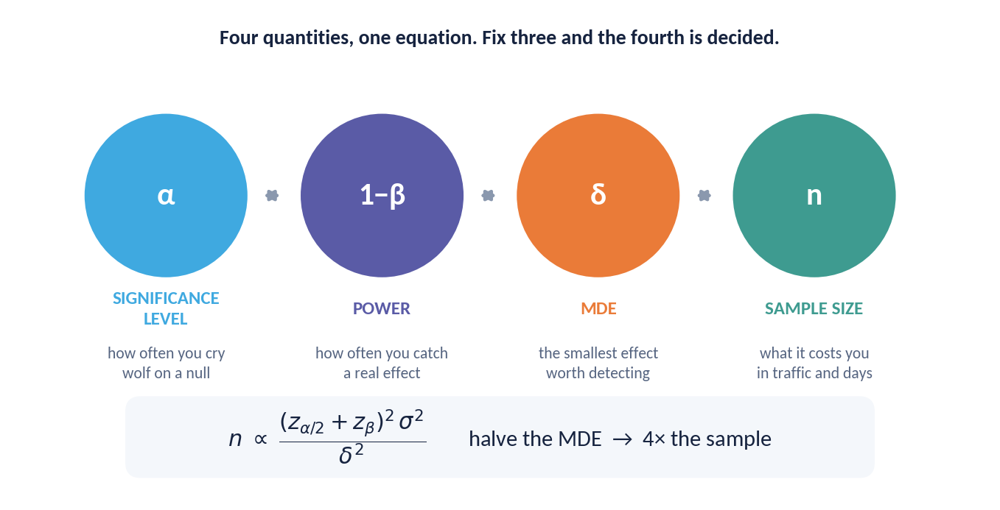 Four quantities, one equation. Fix three and the fourth is decided.
α
1−β
δ
n
SIGNIFICANCE
LEVEL
POWER
MDE
SAMPLE SIZE
how often you cry
wolf on a null
how often you catch
a real effect
the smallest effect
worth detecting
what it costs you
in traffic and days
n ∝ (z_{α/2} + z_β)² σ² / δ²
halve the MDE → 4× the sample